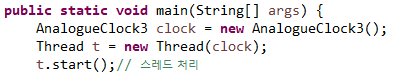 public static void main(String[] args) {
AnalogueClock3 clock = new AnalogueClock3();
Thread t = new Thread(clock);
t.start();// 스레드 처리